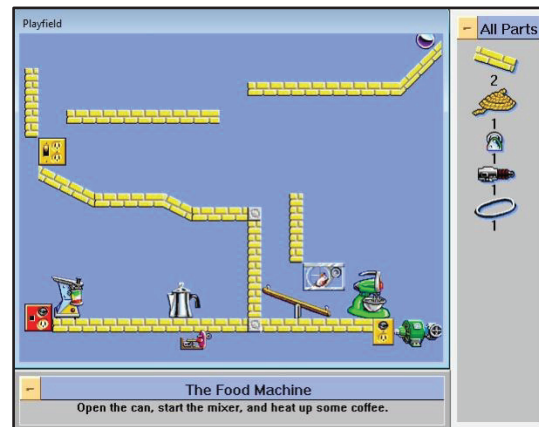 Playfield
All Parts
2
1
1
1
1
The Food Machine
Open the can, start the mixer, and heat up some coffee.